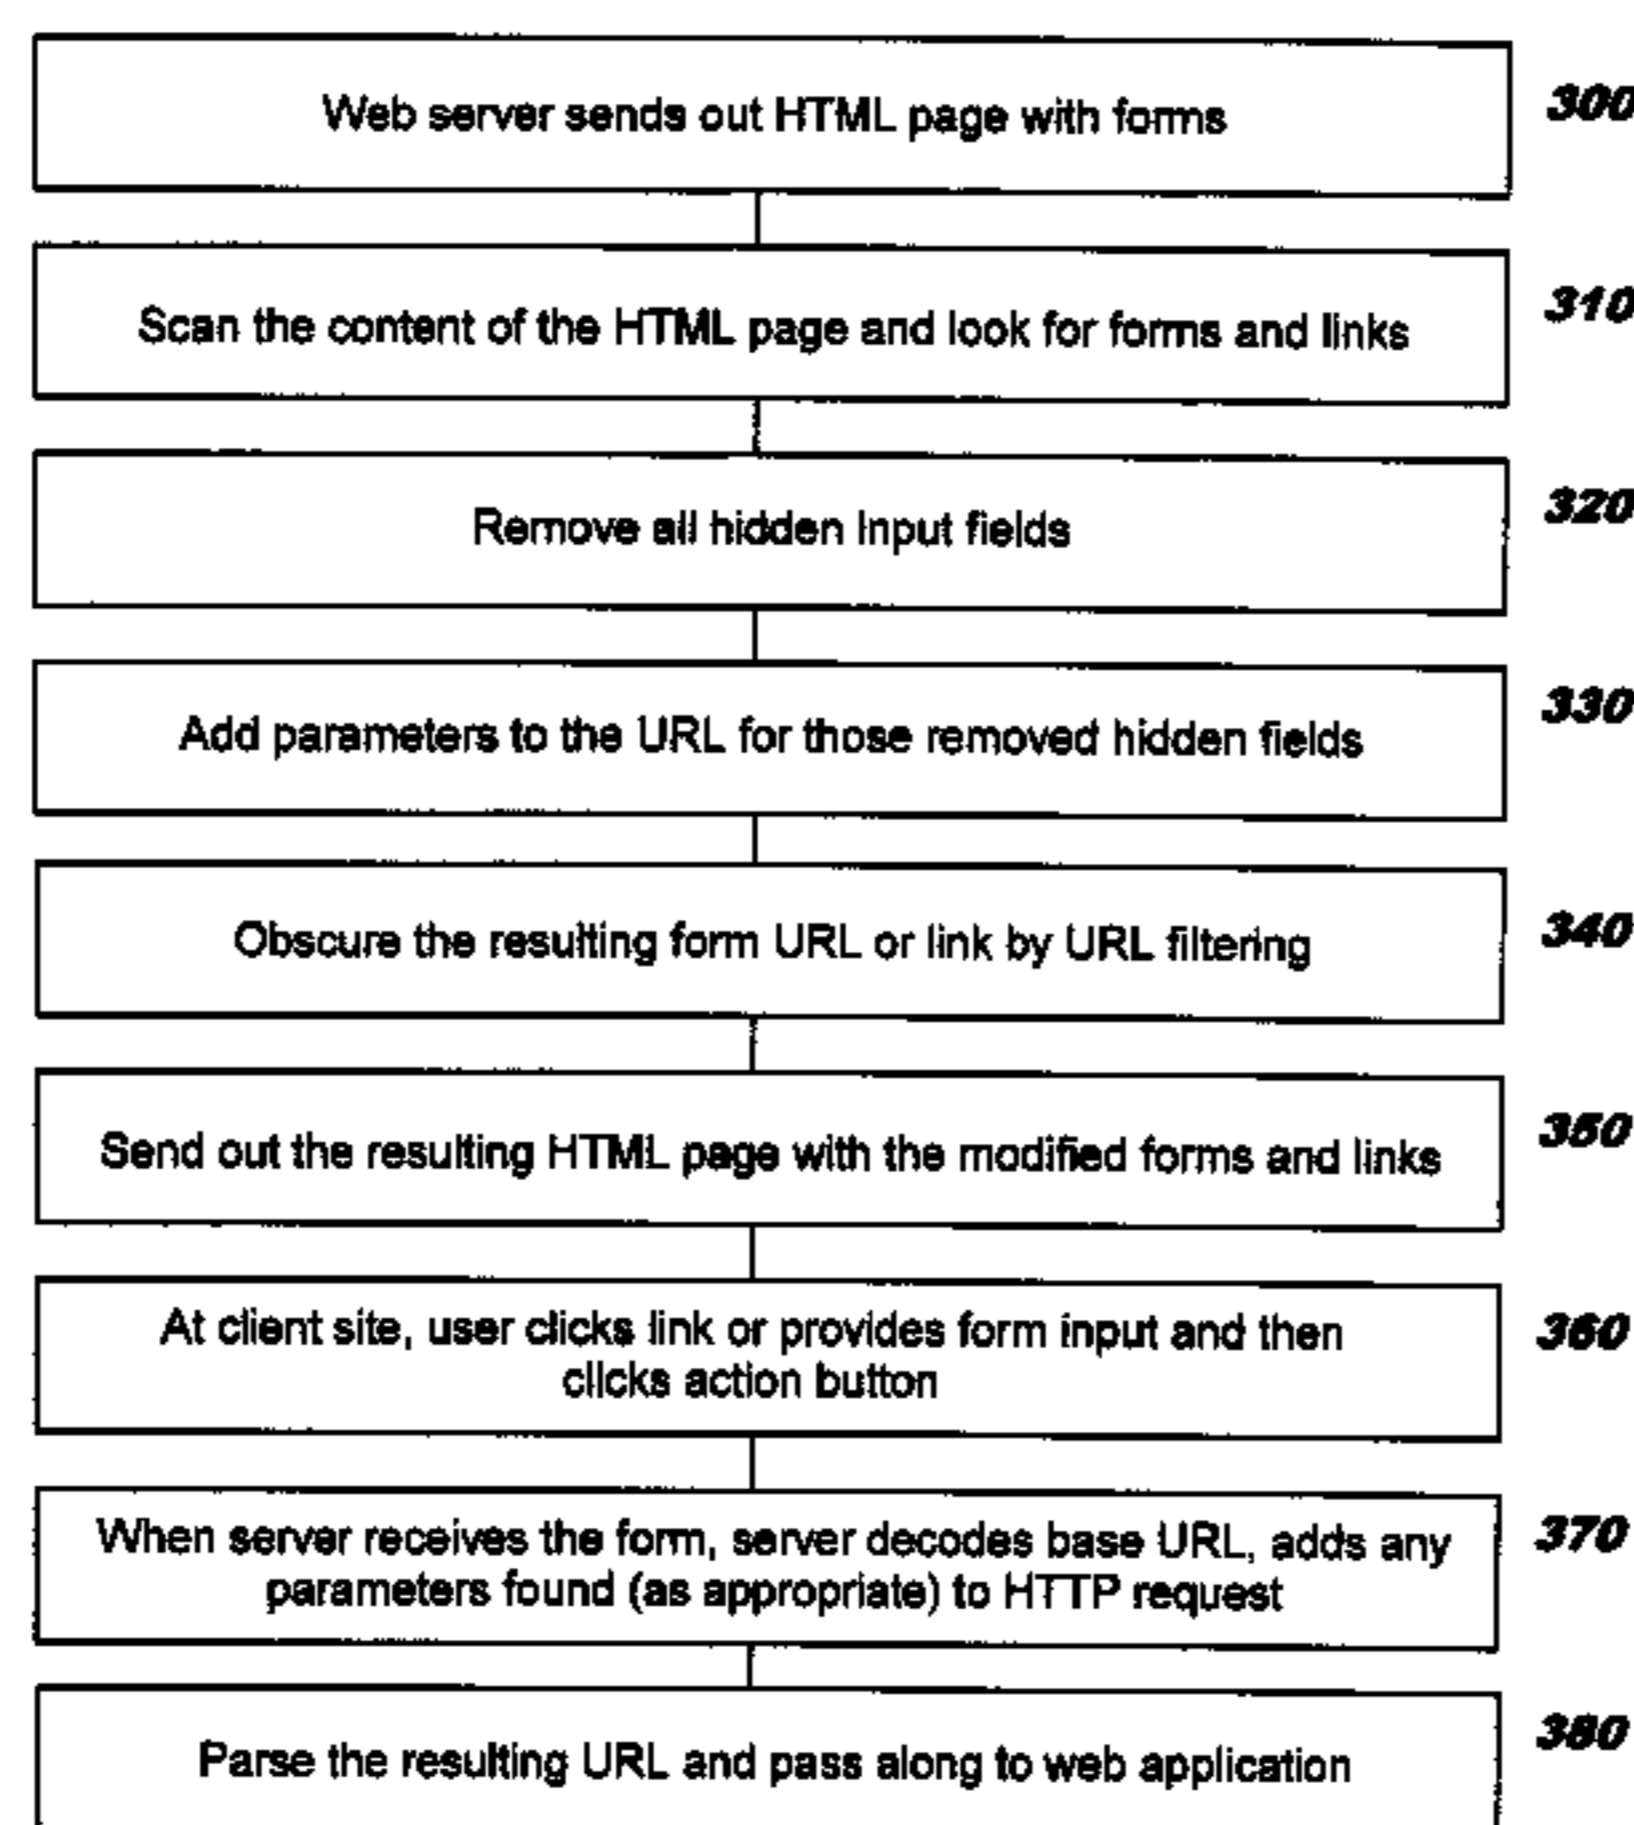 Web server sends out HTML page with forms
300
Scan the content of the HTML page and look for forms and links
310
Remove all hidden input fields
320
Add parameters to the URL for those removed hidden fields
330
Obscure the resulting form URL or link by URL filtering
340
Send out the resulting HTML page with the modified forms and links
350
At client site, user clicks link or provides form input and then
clicks action button
360
When server receives the form, server decodes base URL, adds any
parameters found (as appropriate) to HTTP request
370
Parse the resulting URL and pass along to web application
380